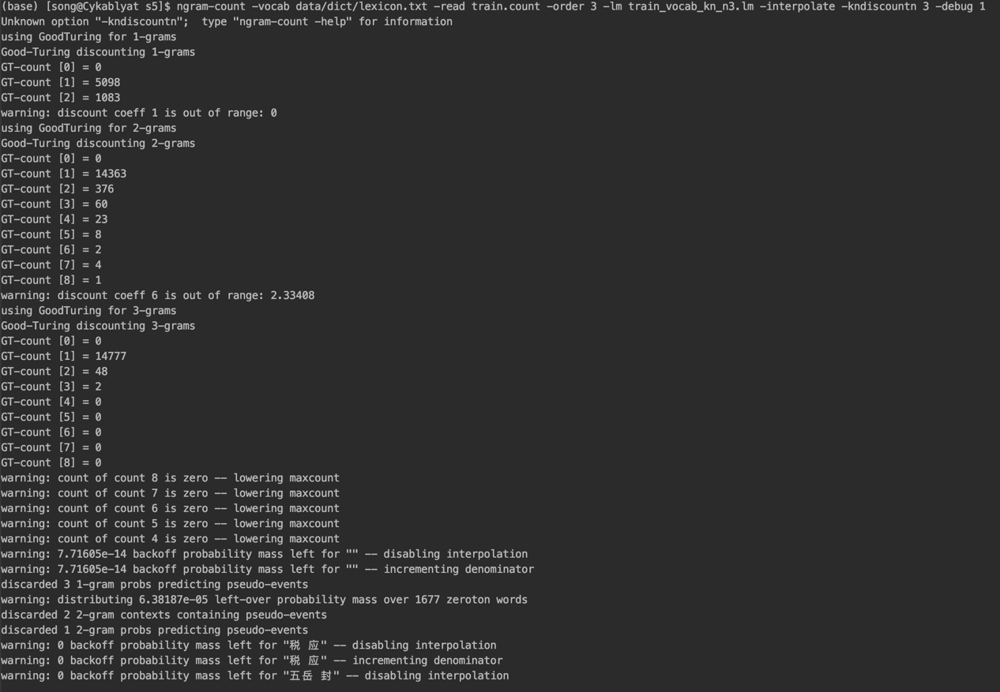 (base) [song@Cykablyat s5]$ ngram-count -vocab data/dict/lexicon.txt -read train.count -order 3 -lm train_vocab_kn_n3.lm -interpolate -kndiscountn 3 -debug 1
Unknown option "-kndiscountn";  type "ngram-count -help" for information
using GoodTuring for 1-grams
Good-Turing discounting 1-grams
GT-count [0] = 0
GT-count [1] = 5098
GT-count [2] = 1083
warning: discount coeff 1 is out of range: 0
using GoodTuring for 2-grams
Good-Turing discounting 2-grams
GT-count [0] = 0
GT-count [1] = 14363
GT-count [2] = 376
GT-count [3] = 60
GT-count [4] = 23
GT-count [5] = 8
GT-count [6] = 2
GT-count [7] = 4
GT-count [8] = 1
warning: discount coeff 6 is out of range: 2.33408
using GoodTuring for 3-grams
Good-Turing discounting 3-grams
GT-count [0] = 0
GT-count [1] = 14777
GT-count [2] = 48
GT-count [3] = 2
GT-count [4] = 0
GT-count [5] = 0
GT-count [6] = 0
GT-count [7] = 0
GT-count [8] = 0
warning: count of count 8 is zero -- lowering maxcount
warning: count of count 7 is zero -- lowering maxcount
warning: count of count 6 is zero -- lowering maxcount
warning: count of count 5 is zero -- lowering maxcount
warning: count of count 4 is zero -- lowering maxcount
warning: 7.71605e-14 backoff probability mass left for "" -- disabling interpolation
warning: 7.71605e-14 backoff probability mass left for "" -- incrementing denominator
discarded 3 1-gram probs predicting pseudo-events
warning: distributing 6.38187e-05 left-over probability mass over 1677 zeroton words
discarded 2 2-gram contexts containing pseudo-events
discarded 1 2-gram probs predicting pseudo-events
warning: 0 backoff probability mass left for "税 应" -- disabling interpolation
warning: 0 backoff probability mass left for "税 应" -- incrementing denominator
warning: 0 backoff probability mass left for "五岳 封" -- disabling interpolation